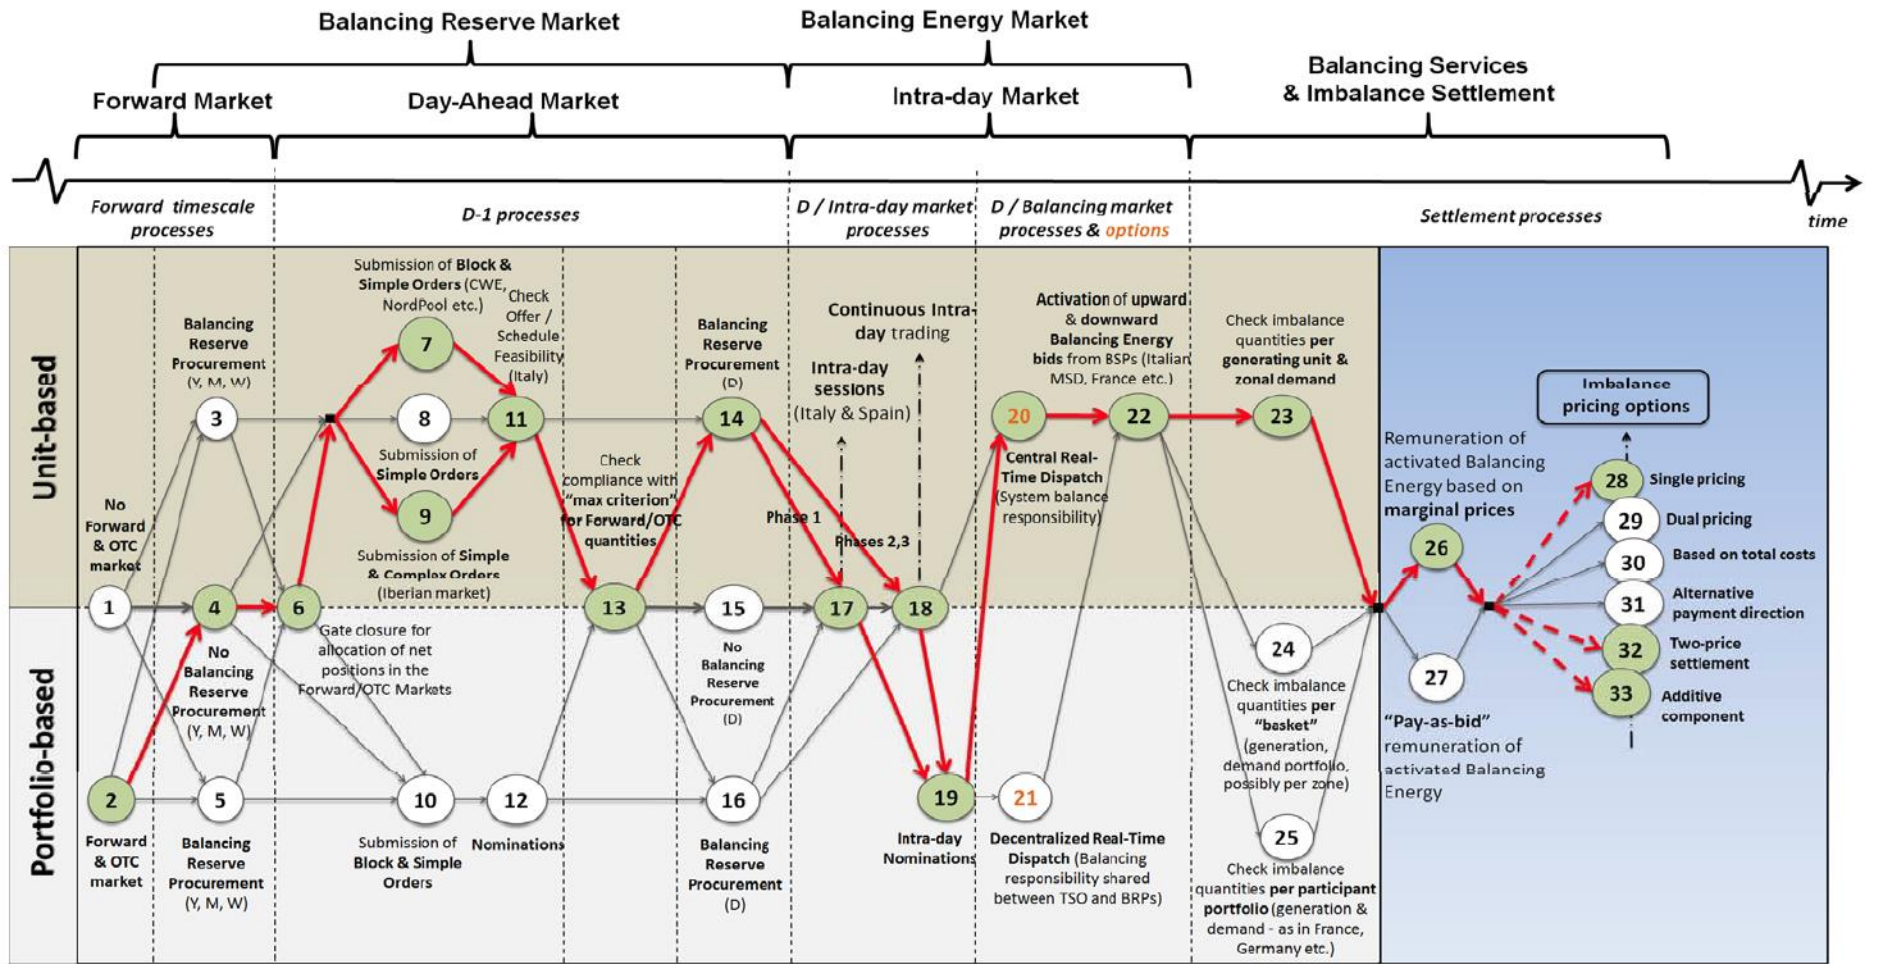 Balancing Reserve Market
Balancing Energy Market
Balancing Services
& Imbalance Settlement
Forward Market
Day-Ahead Market
Intra-day Market
Forward timescale
processes
D-1 processes
D / Intra-day market
processes
D / Balancing market
processes & options
Settlement processes
time
Unit-based
Portfolio-based
No
Forward
& OTC
market
1
2
Forward
& OTC
market
Balancing
Reserve
Procurement
(Y, M, W)
3
4
No
Balancing
Reserve
Procurement
(Y, M, W)
5
Balancing
Reserve
Procurement
(Y, M, W)
6
Gate closure for
allocation of net
positions in the
Forward/OTC Markets
Submission of Block &
Simple Orders (CWE,
NordPool etc.)
7
8
Submission of
Simple Orders
9
Submission of Simple
& Complex Orders
(Iberian market)
10
Submission of
Block & Simple
Orders
Check
Offer /
Schedule
Feasibility
(Italy)
11
12
Nominations
Check
compliance with
"max criterion"
for Forward/OTC
quantities
13
Balancing
Reserve
Procurement
(D)
14
15
No
Balancing
Reserve
Procurement
(D)
16
Balancing
Reserve
Procurement
(D)
Phase 1
Phases 2,3
Continuous Intra-
day trading
Intra-day
sessions
(Italy & Spain)
17
18
19
Intra-day
Nominations
20
Central Real-
Time Dispatch
(System balance
responsibility)
21
Decentralized Real-Time
Dispatch (Balancing
responsibility shared
between TSO and BRPs)
Activation of upward
& downward
Balancing Energy
bids from BSPs (Italian
MSD, France etc.)
22
Check imbalance
quantities per
generating unit &
zonal demand
23
24
Check imbalance
quantities per
"basket"
(generation,
demand portfolio,
possibly per zone)
25
Check imbalance
quantities per participant
portfolio (generation &
demand - as in France,
Germany etc.)
Remuneration of
activated Balancing
Energy based on
marginal prices
26
27
"Pay-as-bid"
remuneration of
activated Balancing
Energy
Imbalance
pricing options
28
Single pricing
29
Dual pricing
30
Based on total costs
31
Alternative
payment direction
32
Two-price
settlement
33
Additive
component